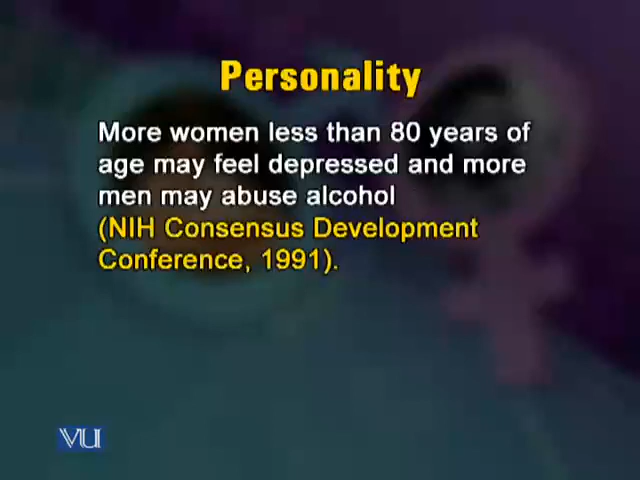 Personality
More women less than 80 years of
age may feel depressed and more
men may abuse alcohol
(NIH Consensus Development
Conference, 1991).
VU